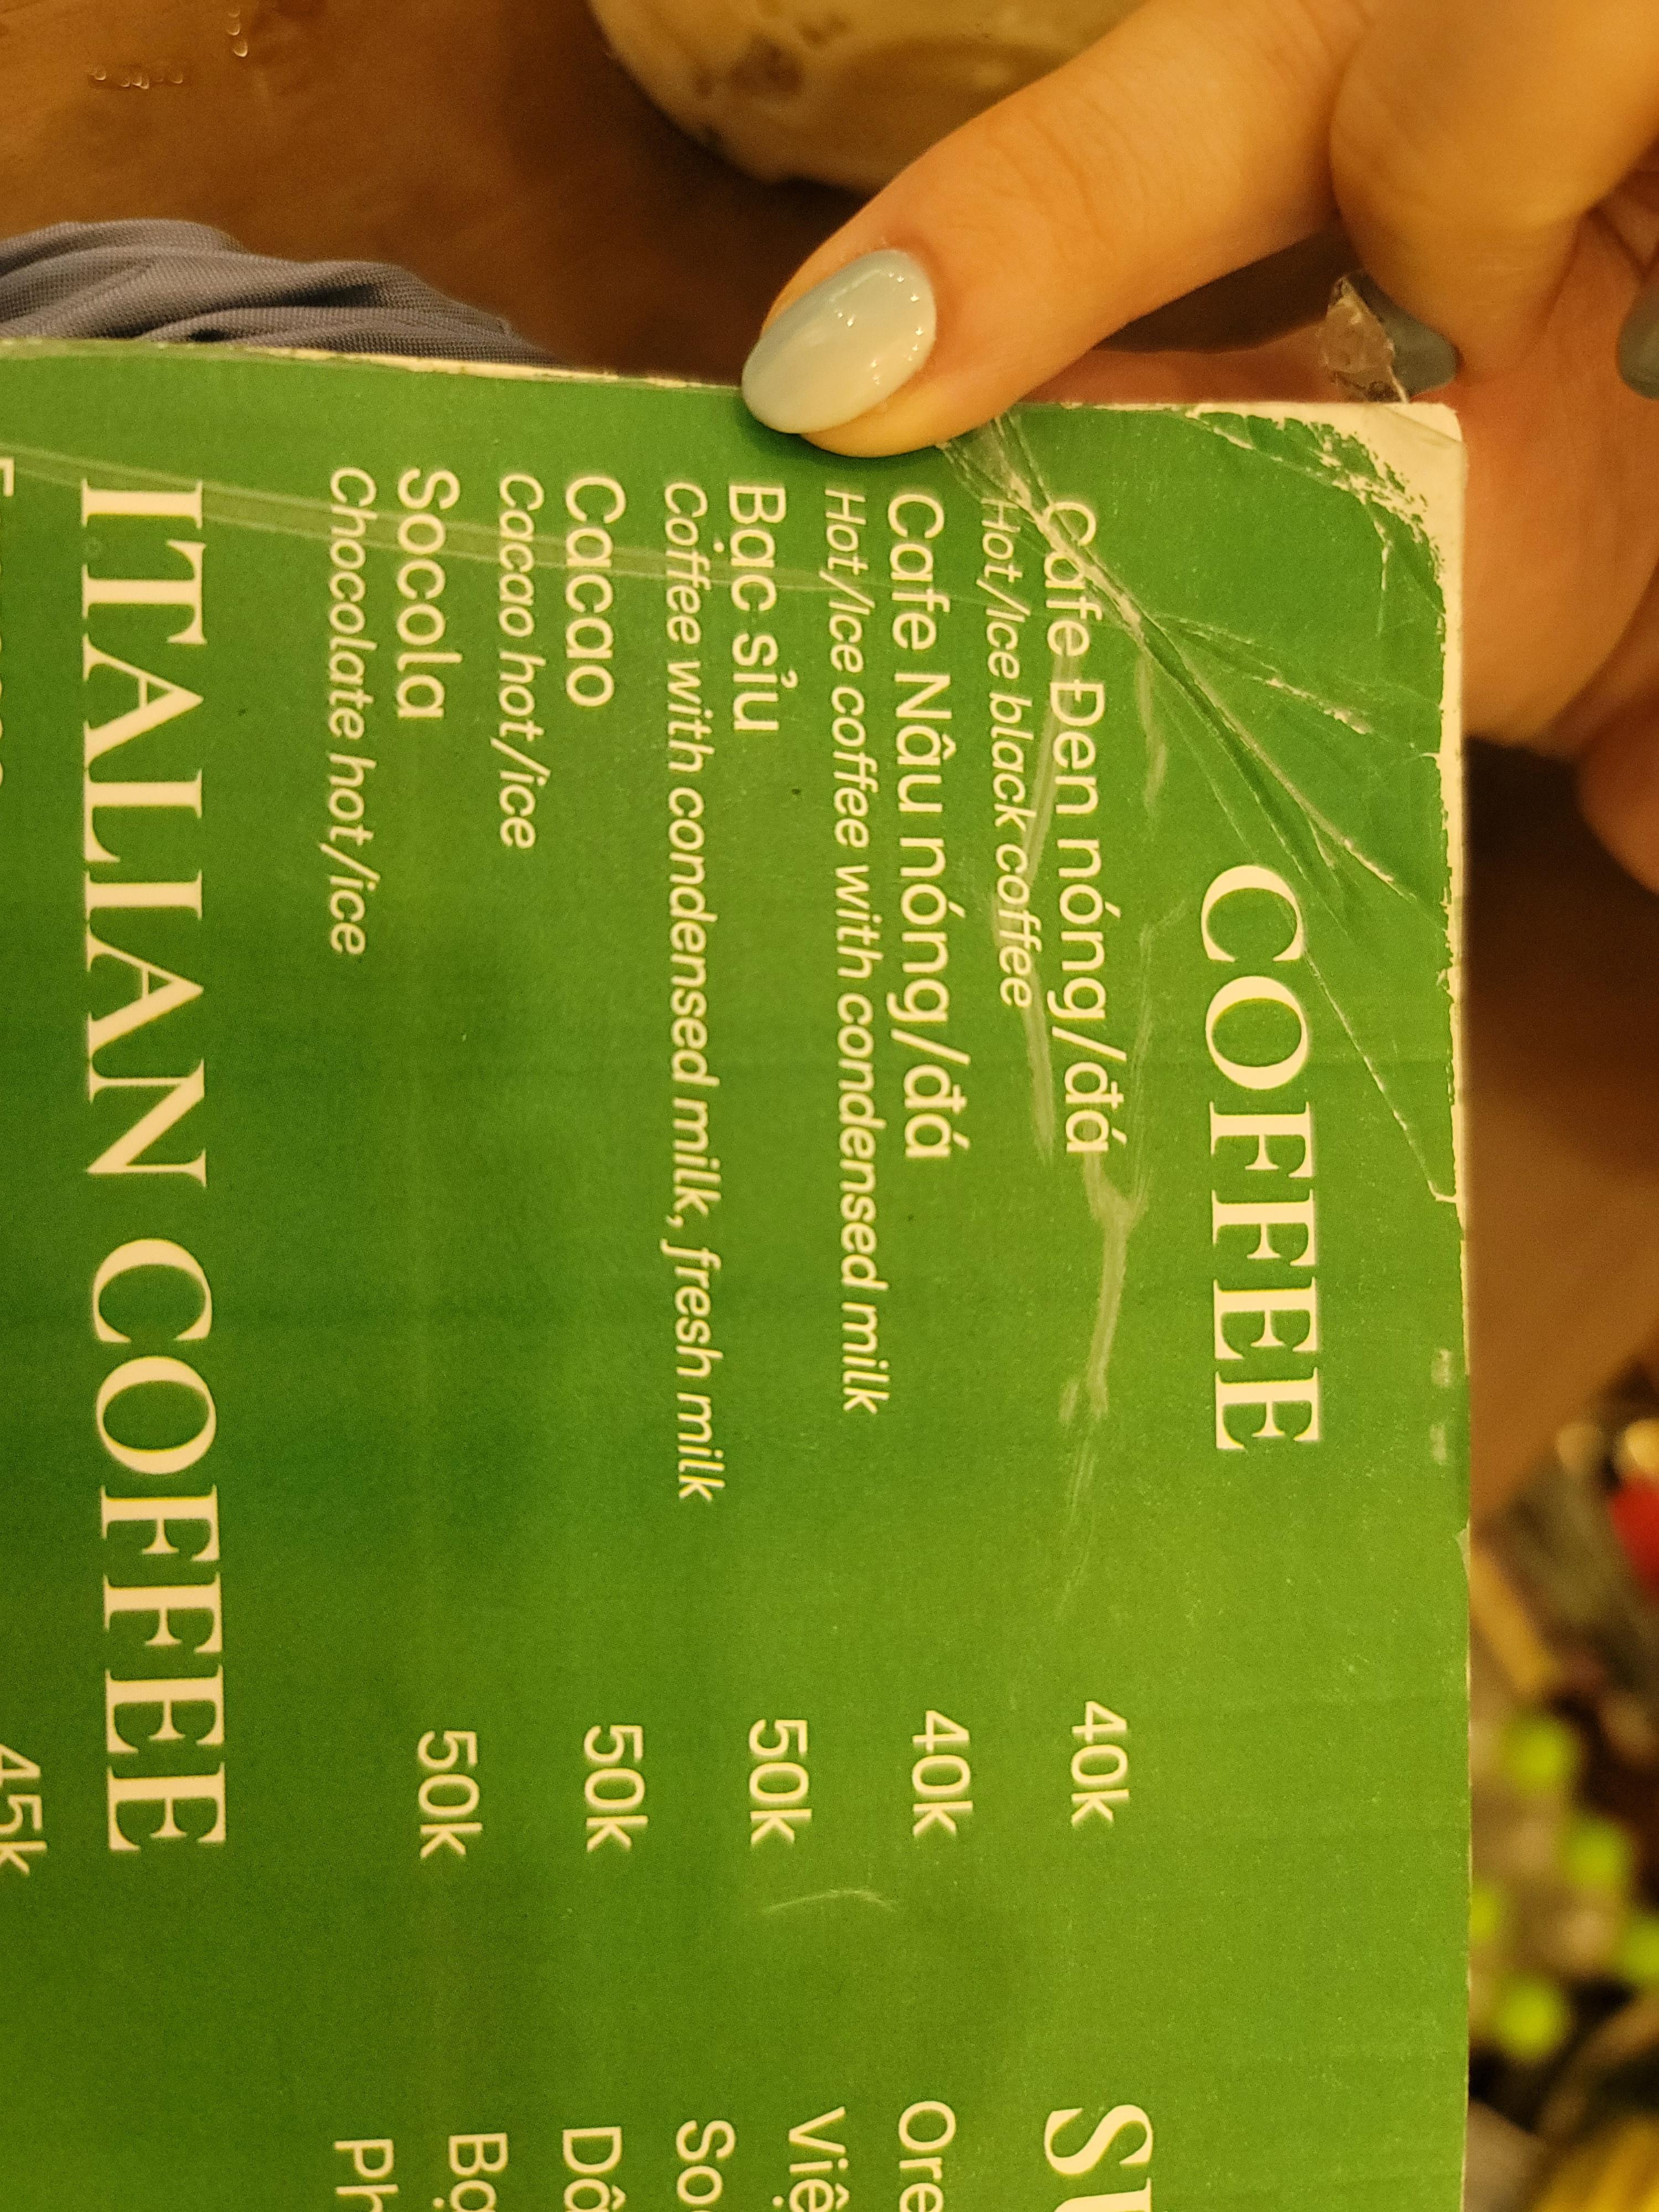 COFFEE
Cafe Đen nóng/đá 40k
Hot/Ice black coffee
Cafe Nâu nóng/đá 40k
Hot/Ice coffee with condensed milk
Bạc sỉu 50k
Coffee with condensed milk, fresh milk
Cacao 50k
Cacao hot/ice
Socola 50k
Chocolate hot/ice
ITALIAN COFFEE
45k